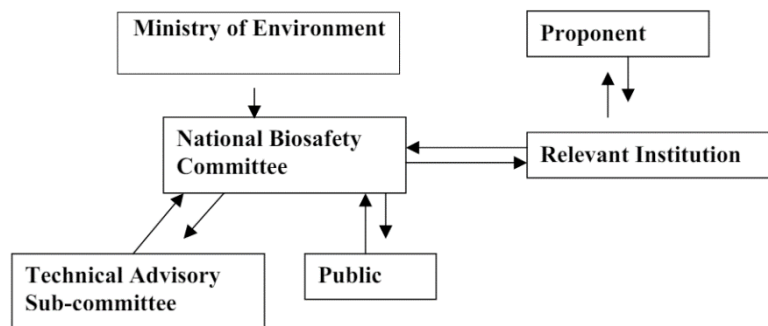 Ministry of Environment
Proponent
National Biosafety
Committee
Relevant Institution
Technical Advisory
Sub-committee
Public